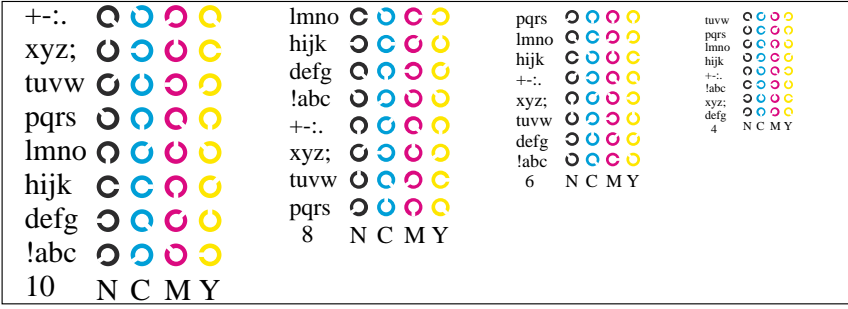 +-:.
xyz;
tuvw
pqrs
lmno
hijk
defg
!abc
10 N C M Y
lmno
hijk
defg
!abc
+-:.
xyz;
tuvw
pqrs
8 N C M Y
pqrs
lmno
hijk
+-:.
xyz;
tuvw
defg
!abc
6 N C M Y
tuvw
pqrs
lmno
hijk
+-:.
!abc
xyz;
defg
4 N C M Y